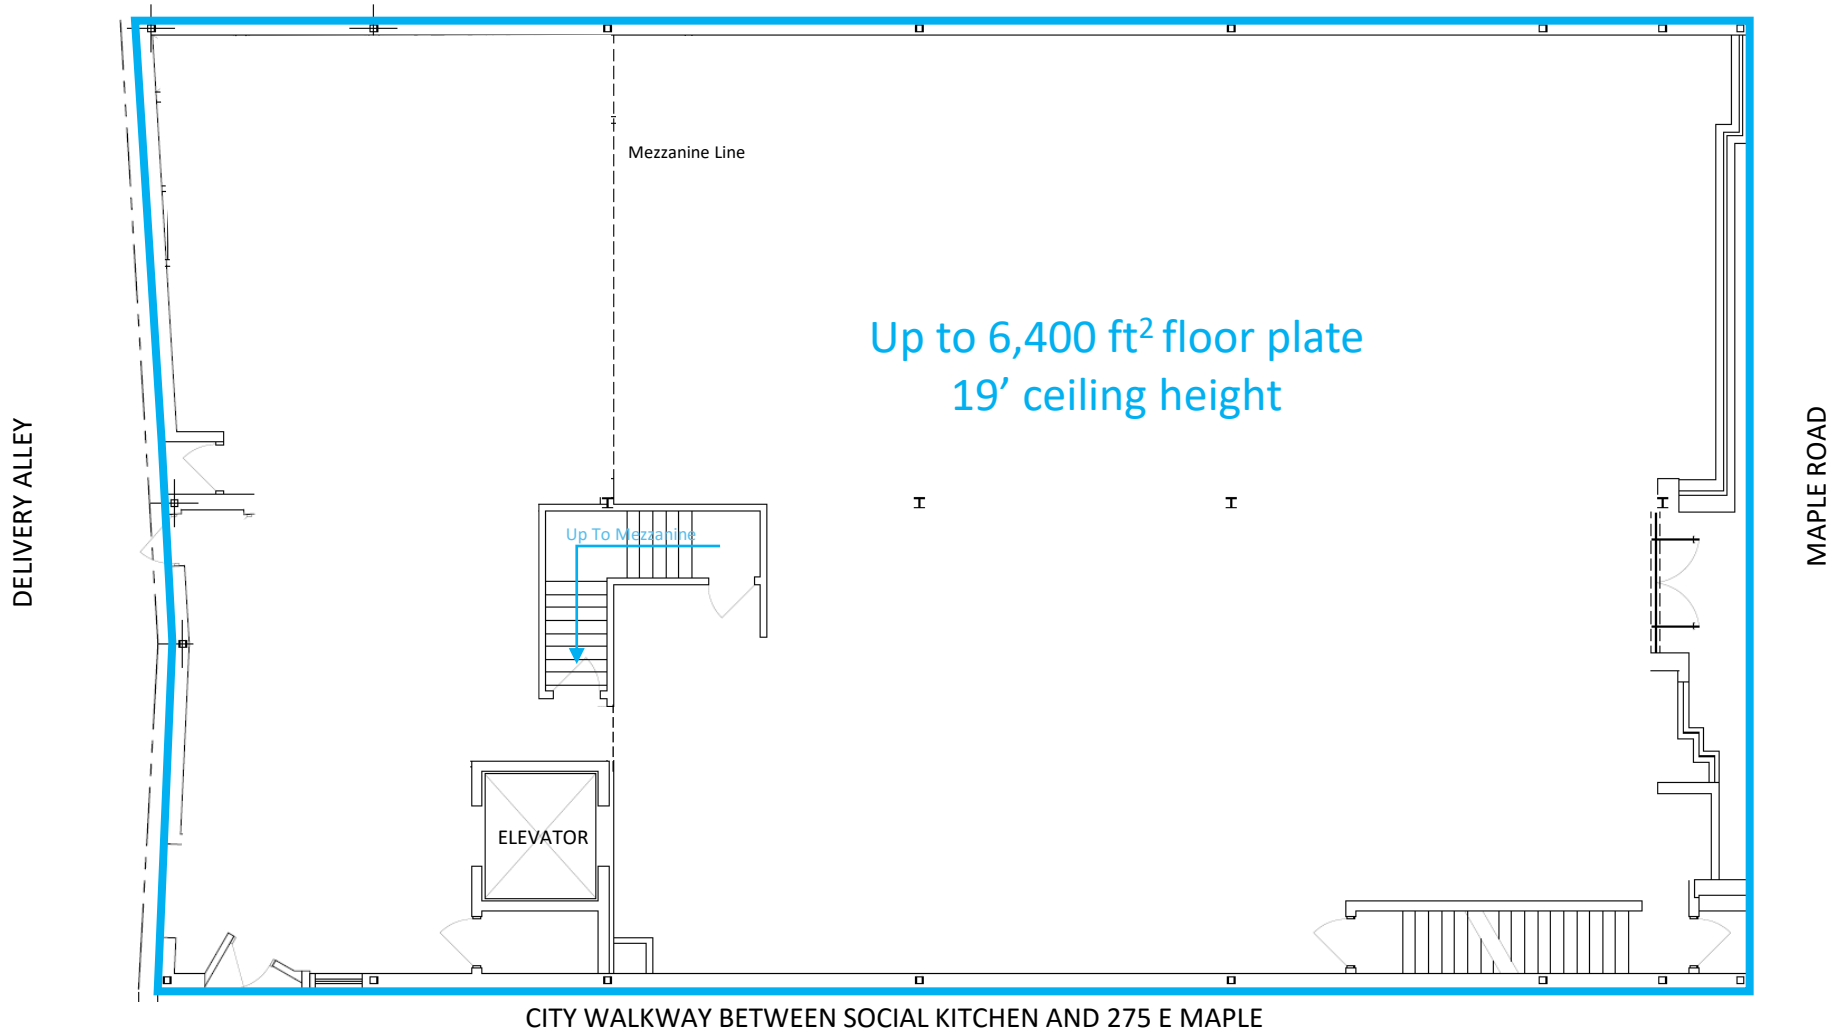 Mezzanine Line
Up to 6,400 ft² floor plate
19’ ceiling height
DELIVERY ALLEY
MAPLE ROAD
Up To Mezzanine
ELEVATOR
CITY WALKWAY BETWEEN SOCIAL KITCHEN AND 275 E MAPLE